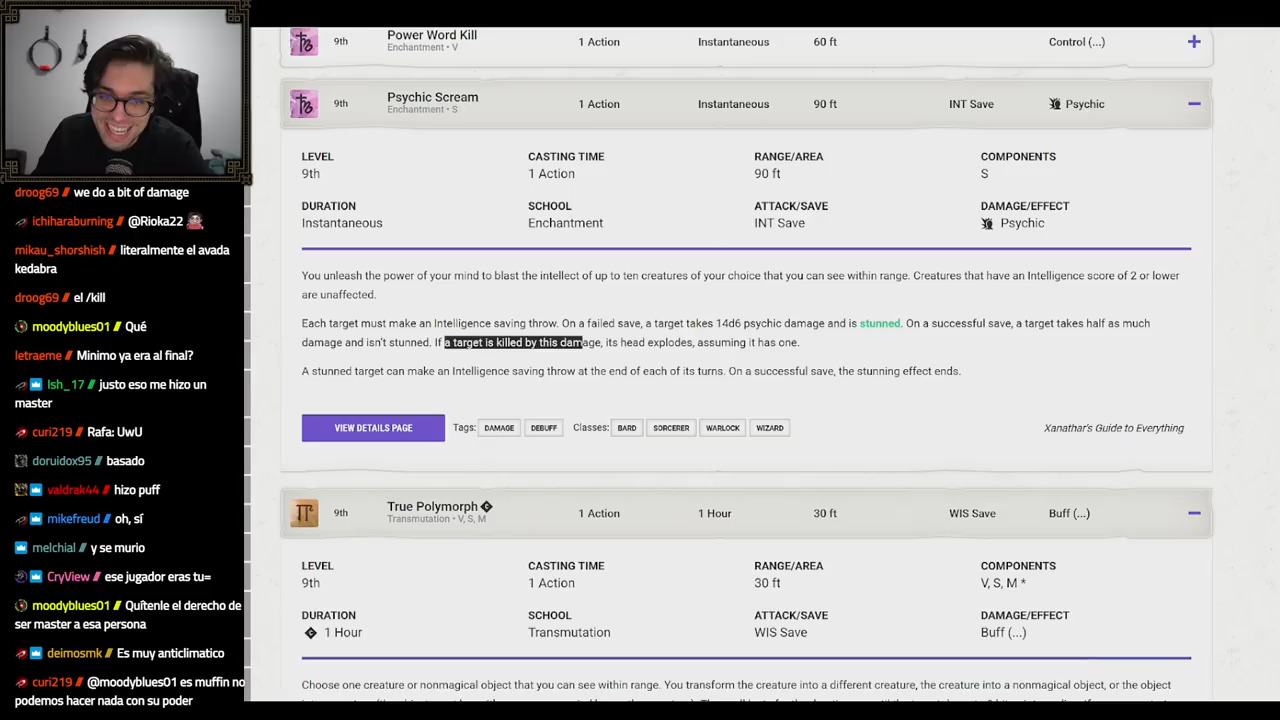 9th
Power Word Kill
Enchantment • V
1 Action
Instantaneous
60 ft
Control (...)
9th
Psychic Scream
Enchantment • S
1 Action
Instantaneous
90 ft
INT Save
Psychic
LEVEL
9th
CASTING TIME
1 Action
RANGE/AREA
90 ft
COMPONENTS
S
DURATION
Instantaneous
SCHOOL
Enchantment
ATTACK/SAVE
INT Save
DAMAGE/EFFECT
Psychic
You unleash the power of your mind to blast the intellect of up to ten creatures of your choice that you can see within range. Creatures that have an Intelligence score of 2 or lower
are unaffected.
Each target must make an Intelligence saving throw. On a failed save, a target takes 14d6 psychic damage and is stunned. On a successful save, a target takes half as much
damage and isn't stunned. If a target is killed by this damage, its head explodes, assuming it has one.
A stunned target can make an Intelligence saving throw at the end of each of its turns. On a successful save, the stunning effect ends.
VIEW DETAILS PAGE
Tags: DAMAGE DEBUFF Classes: BARD SORCERER WARLOCK WIZARD
Xanathar's Guide to Everything
9th
True Polymorph
Transmutation • V, S, M
1 Action
1 Hour
30 ft
WIS Save
Buff (...)
LEVEL
9th
CASTING TIME
1 Action
RANGE/AREA
30 ft
COMPONENTS
V, S, M *
DURATION
1 Hour
SCHOOL
Transmutation
ATTACK/SAVE
WIS Save
DAMAGE/EFFECT
Buff (...)
Choose one creature or nonmagical object that you can see within range. You transform the creature into a different creature, the creature into a nonmagical object, or the object
droog69 // we do a bit of damage
ichiharaburning // @Rioka22
mikau_shorshish // literalmente el avada
kedabra
droog69 // el /kill
moodyblues01 // Qué
letraeme // Minimo ya era al final?
lsh_17 // justo eso me hizo un
master
curi219 // Rafa: UwU
doruidox95 // basado
valdrak44 // hizo puff
mikefreud // oh, sí
melchial // y se murio
CryView // ese jugador eras tu=
moodyblues01 // Quítenle el derecho de
ser master a esa persona
deimosmk // Es muy anticlimatico
curi219 // @moodyblues01 es muffin no
podemos hacer nada con su poder